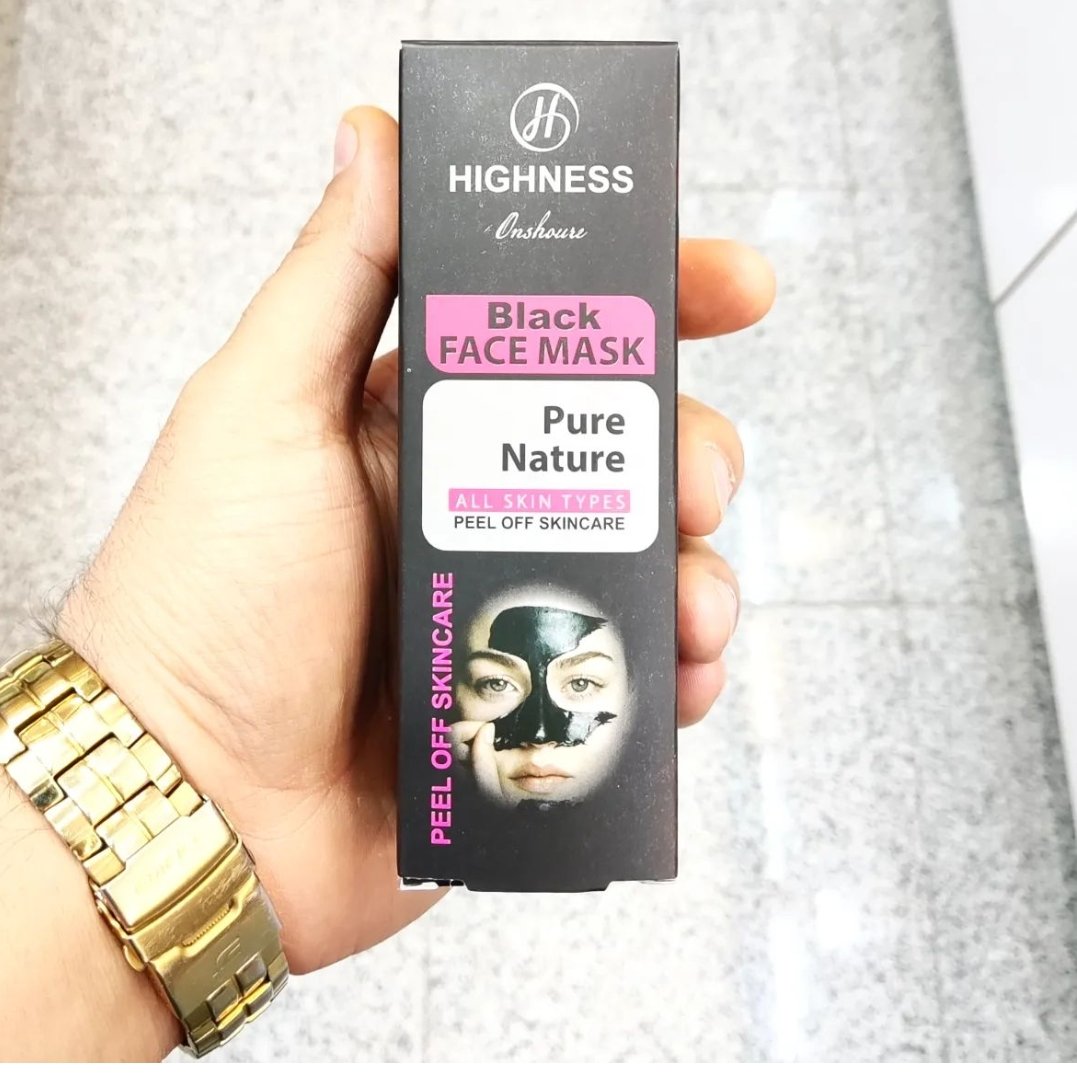 HIGHNESS
Onshoure
Black
FACE MASK
Pure
Nature
ALL SKIN TYPES
PEEL OFF SKINCARE
PEEL OFF SKINCARE